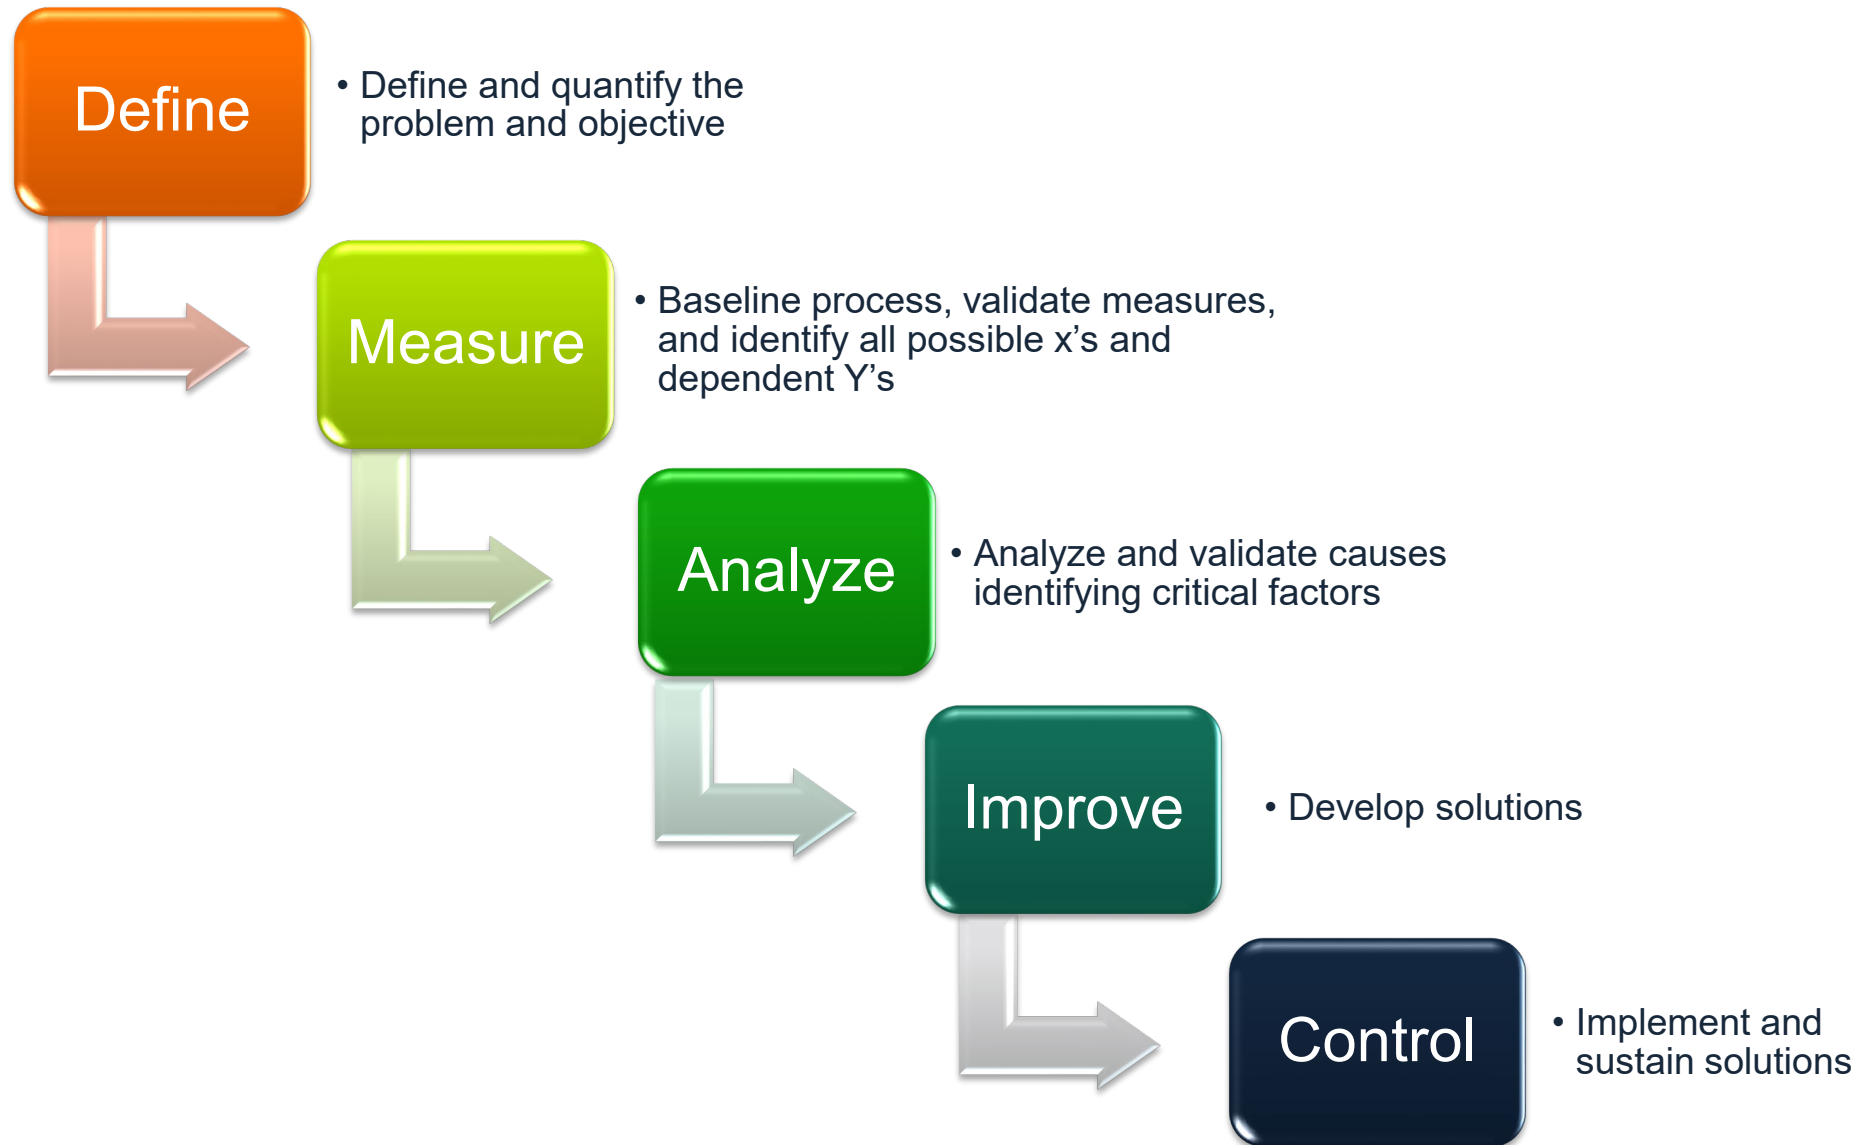 Define
• Define and quantify the
problem and objective
Measure
• Baseline process, validate measures,
and identify all possible x’s and
dependent Y’s
Analyze
• Analyze and validate causes
identifying critical factors
Improve
• Develop solutions
Control
• Implement and
sustain solutions